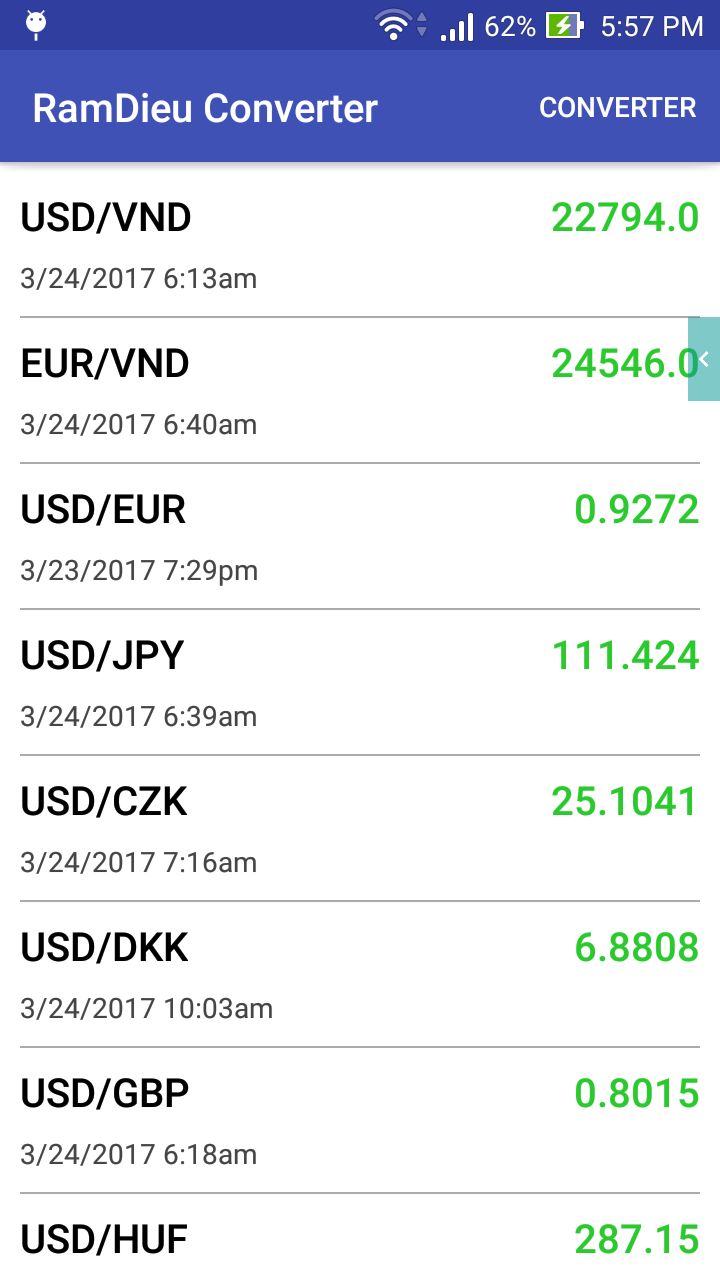 62% 5:57 PM
RamDieu Converter CONVERTER
USD/VND 22794.0
3/24/2017 6:13am
EUR/VND 24546.0
3/24/2017 6:40am
USD/EUR 0.9272
3/23/2017 7:29pm
USD/JPY 111.424
3/24/2017 6:39am
USD/CZK 25.1041
3/24/2017 7:16am
USD/DKK 6.8808
3/24/2017 10:03am
USD/GBP 0.8015
3/24/2017 6:18am
USD/HUF 287.15